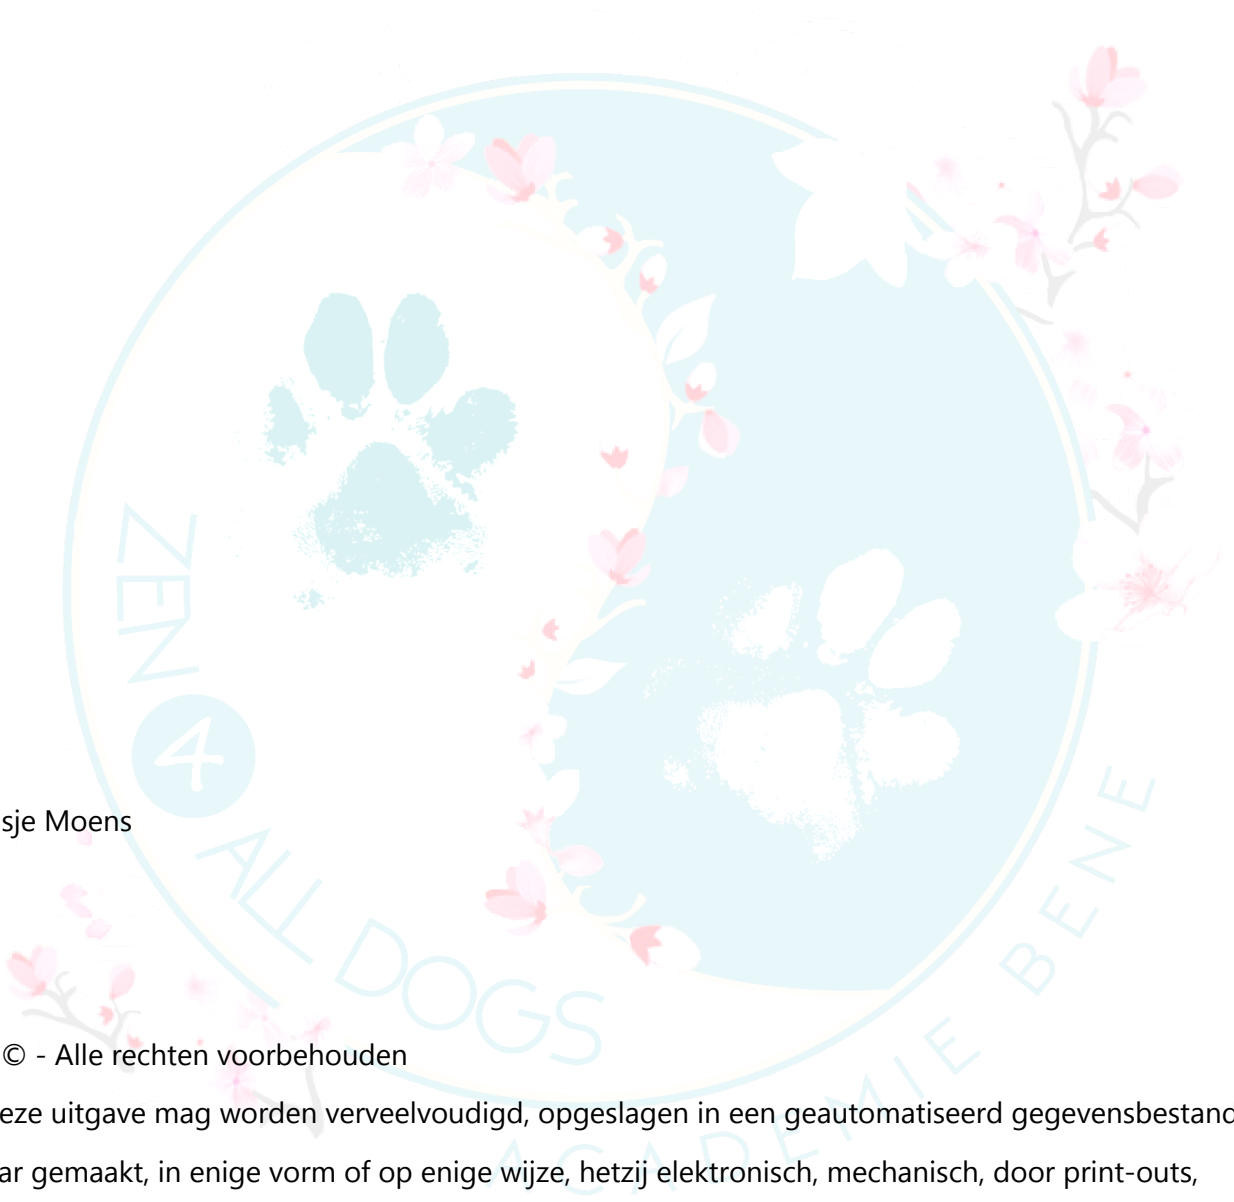 ZEN 4 ALL DOGS
ACADEMIE BENE
sje Moens
© - Alle rechten voorbehouden
eze uitgave mag worden verveelvoudigd, opgeslagen in een geautomatiseerd gegevensbestand
ar gemaakt, in enige vorm of op enige wijze, hetzij elektronisch, mechanisch, door print-outs,